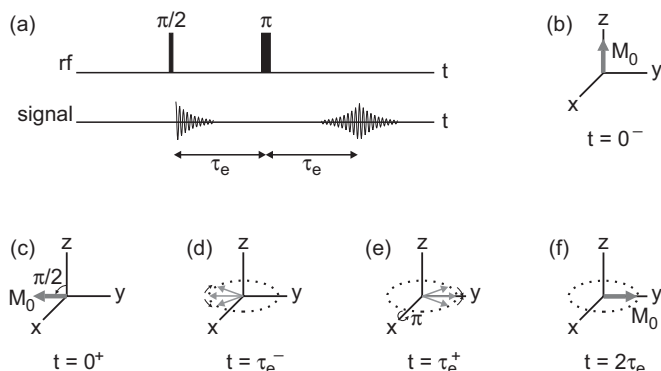 (a)
π/2
π
rf
t
signal
t
τe
τe
(b)
z
M0
y
x
t = 0⁻
(c)
z
π/2
M0
y
x
t = 0⁺
(d)
z
y
x
t = τe⁻
(e)
z
y
x
π
t = τe⁺
(f)
z
y
x
M0
t = 2τe